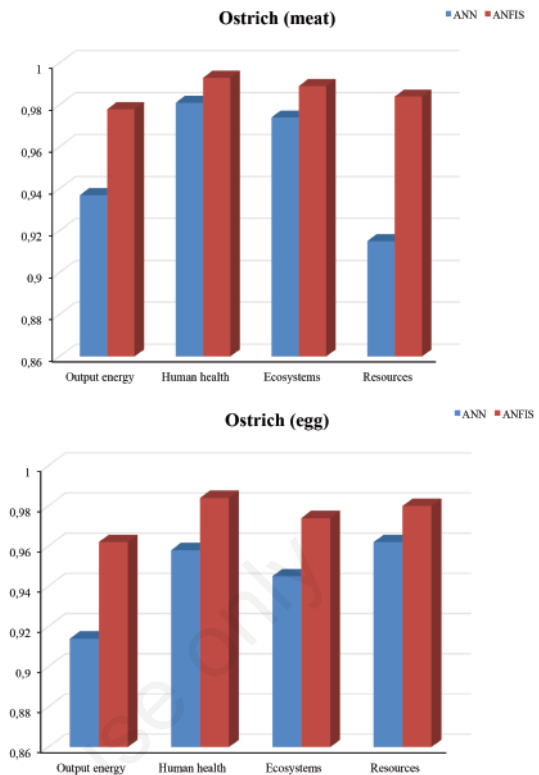 Ostrich (meat)
ANN ANFIS
1
0,98
0,96
0,94
0,92
0,9
0,88
0,86
Output energy Human health Ecosystems Resources
Ostrich (egg)
ANN ANFIS
1
0,98
0,96
0,94
0,92
0,9
0,88
0,86
Output energy Human health Ecosystems Resources
use only